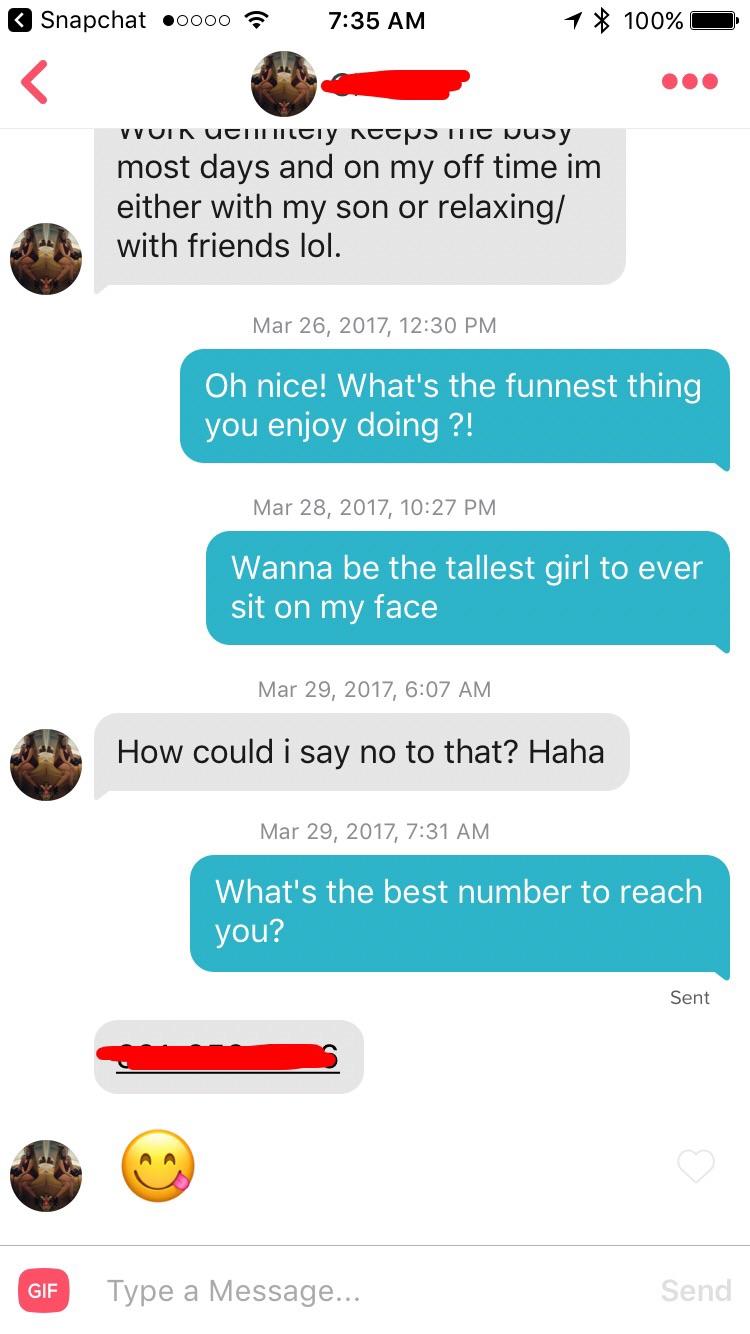 Snapchat 7:35 AM 100%
Work definitely keeps me busy
most days and on my off time im
either with my son or relaxing/
with friends lol.
Mar 26, 2017, 12:30 PM
Oh nice! What's the funnest thing
you enjoy doing ?!
Mar 28, 2017, 10:27 PM
Wanna be the tallest girl to ever
sit on my face
Mar 29, 2017, 6:07 AM
How could i say no to that? Haha
Mar 29, 2017, 7:31 AM
What's the best number to reach
you?
Sent
GIF Type a Message... Send